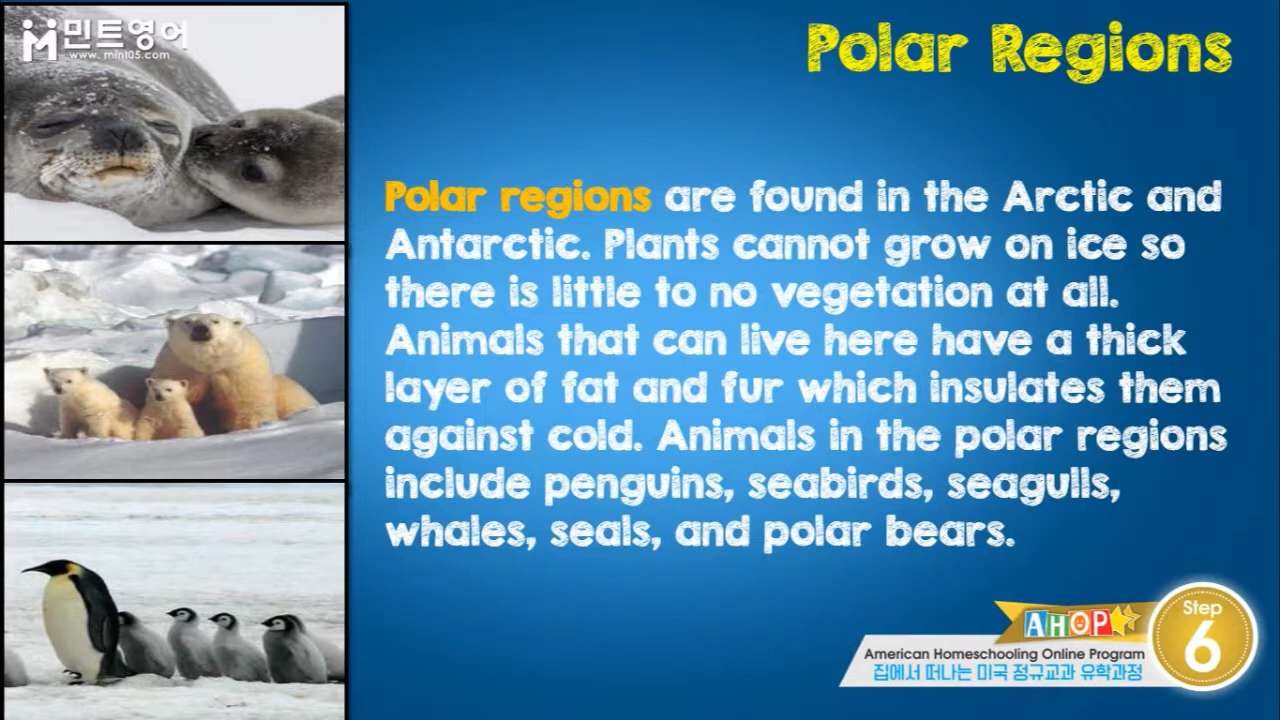 민트영어
www.mint05.com
Polar Regions
Polar regions are found in the Arctic and
Antarctic. Plants cannot grow on ice so
there is little to no vegetation at all.
Animals that can live here have a thick
layer of fat and fur which insulates them
against cold. Animals in the polar regions
include penguins, seabirds, seagulls,
whales, seals, and polar bears.
AHOP
Step
6
American Homeschooling Online Program
집에서 떠나는 미국 정규교과 유학과정